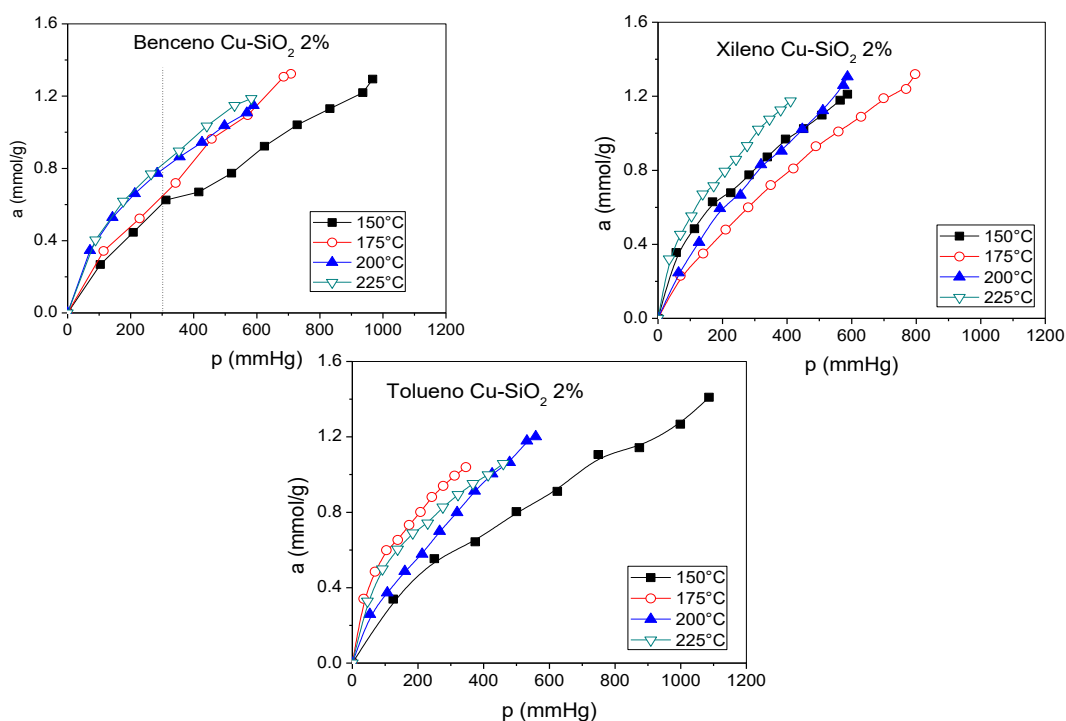 Benceno Cu-SiO₂ 2%
a (mmol/g)
1.6
1.2
0.8
0.4
0.0
0 200 400 600 800 1000 1200
p (mmHg)
150°C
175°C
200°C
225°C
Xileno Cu-SiO₂ 2%
a (mmol/g)
1.6
1.2
0.8
0.4
0.0
0 200 400 600 800 1000 1200
p (mmHg)
150°C
175°C
200°C
225°C
Tolueno Cu-SiO₂ 2%
a (mmol/g)
1.6
1.2
0.8
0.4
0.0
0 200 400 600 800 1000 1200
p (mmHg)
150°C
175°C
200°C
225°C